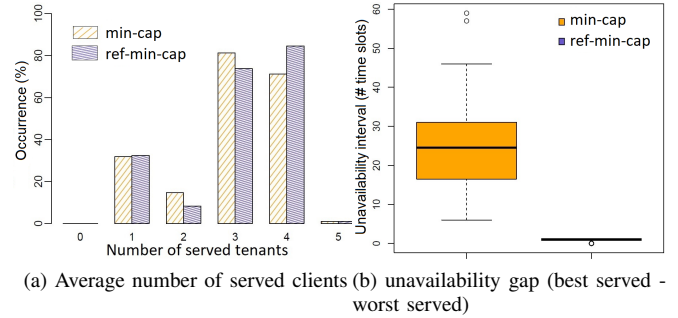 100
80
60
40
20
0
Occurrence (%)
min-cap
ref-min-cap
0 1 2 3 4 5
Number of served tenants
60
50
40
30
20
10
0
Unavailability interval (# time slots)
min-cap
ref-min-cap
(a) Average number of served clients
(b) unavailability gap (best served -
worst served)